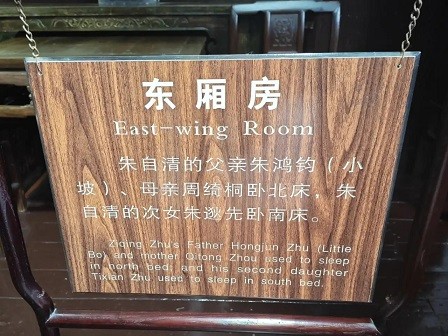 东厢房
East-wing Room
朱自清的父亲朱鸿钧（小
坡）、母亲周绮桐卧北床，朱
自清的次女朱逖先卧南床。
Ziqing Zhu's Father Hongjun Zhu (Little
Bo) and mother Qitong Zhou used to sleep
in north bed; and his second daughter
Tixian Zhu used to sleep in south bed.